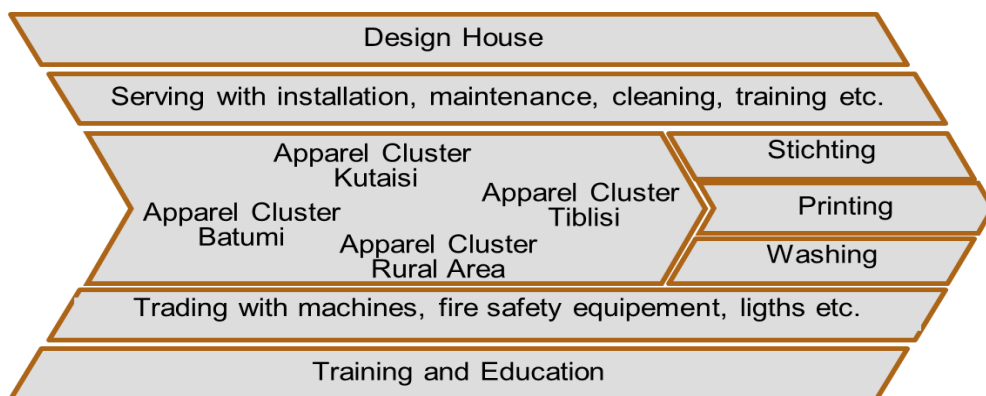 Design House
Serving with installation, maintenance, cleaning, training etc.
Apparel Cluster
Kutaisi
Apparel Cluster
Tiblisi
Apparel Cluster
Batumi
Apparel Cluster
Rural Area
Stichting
Printing
Washing
Trading with machines, fire safety equipement, ligths etc.
Training and Education